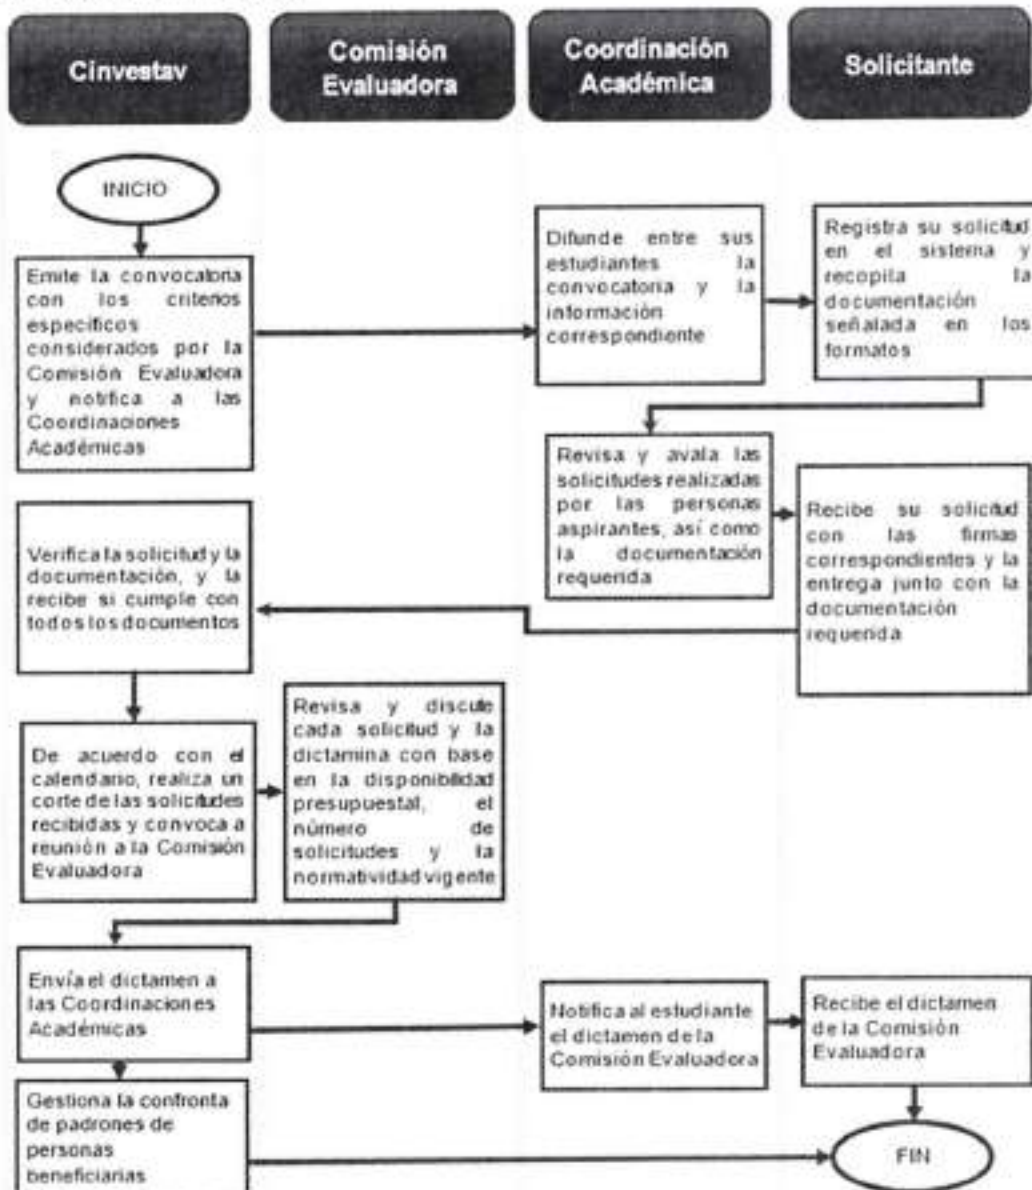 Cinvestav
Comisión
Evaluadora
Coordinación
Académica
Solicitante
INICIO
Emite la convocatoria
con los criterios
específicos
considerados por la
Comisión Evaluadora
y notifica a las
Coordinaciones
Académicas
Difunde entre sus
estudiantes la
convocatoria y la
información
correspondiente
Registra su solicitud
en el sistema y
recopila la
documentación
señalada en los
formatos
Revisa y avala las
solicitudes realizadas
por las personas
aspirantes, así como
la documentación
requerida
Recibe su solicitud
con las firmas
correspondientes y la
entrega junto con la
documentación
requerida
Verifica la solicitud y la
documentación, y la
recibe si cumple con
todos los documentos
De acuerdo con el
calendario, realiza un
corte de las solicitudes
recibidas y convoca a
reunión a la Comisión
Evaluadora
Revisa y discute
cada solicitud y la
dictamina con base
en la disponibilidad
presupuestal, el
número de
solicitudes y la
normatividad vigente
Envía el dictamen a
las Coordinaciones
Académicas
Notifica al estudiante
el dictamen de la
Comisión Evaluadora
Recibe el dictamen
de la Comisión
Evaluadora
Gestiona la confronta
de padrones de
personas
beneficiarias
FIN